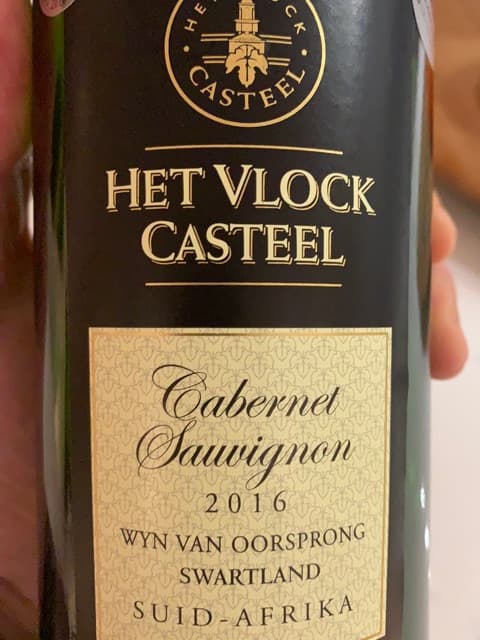 HET VLOCK
CASTEEL
HET VLOCK
CASTEEL
Cabernet
Sauvignon
2016
WYN VAN OORSPRONG
SWARTLAND
SUID-AFRIKA